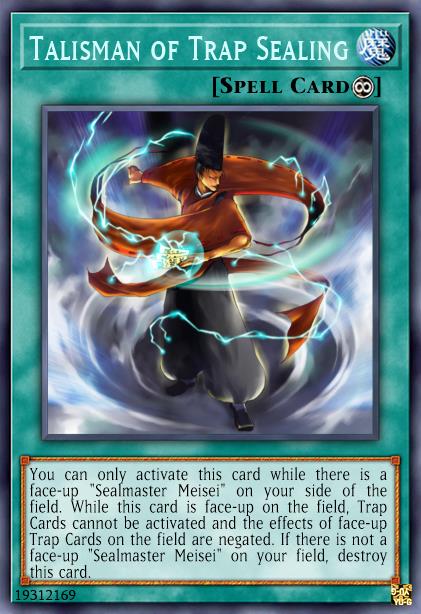 Talisman of Trap Sealing 魔
[Spell Card]
You can only activate this card while there is a
face-up "Sealmaster Meisei" on your side of the
field. While this card is face-up on the field, Trap
Cards cannot be activated and the effects of face-up
Trap Cards on the field are negated. If there is not a
face-up "Sealmaster Meisei" on your field, destroy
this card.
19312169